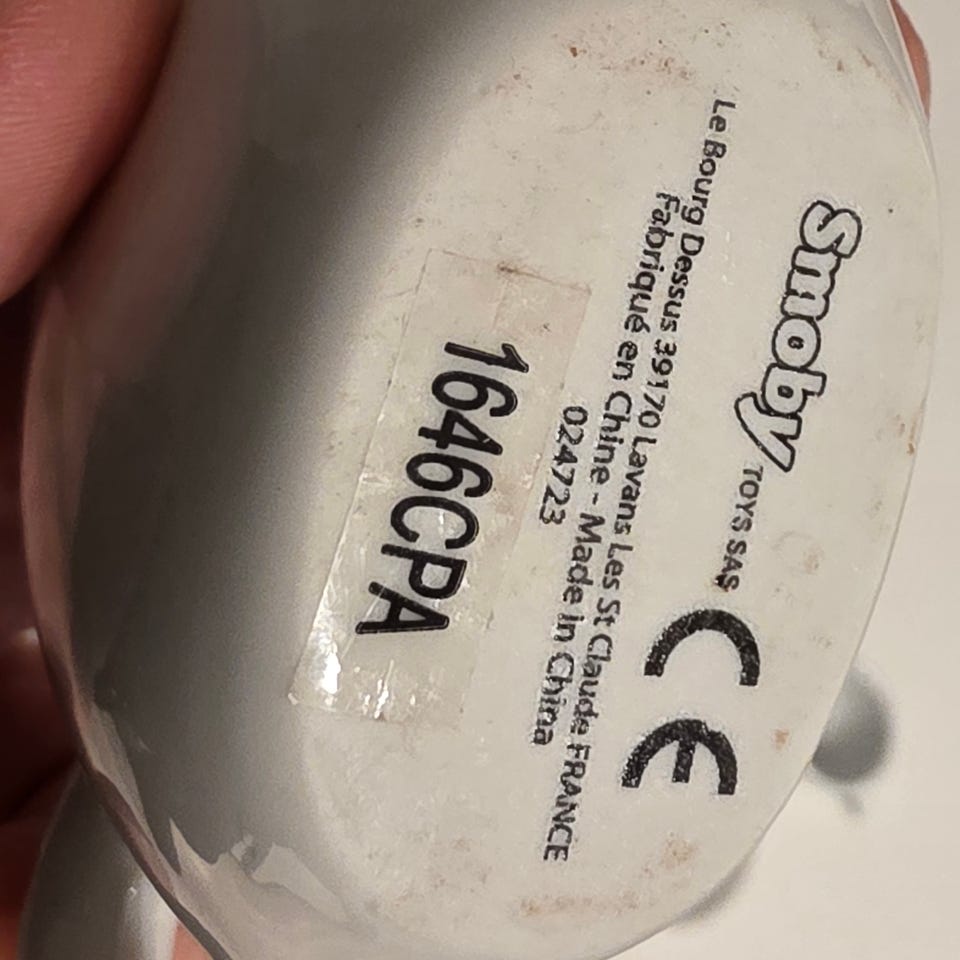 Smoby TOYS SAS CE
Le Bourg Dessus 39170 Lavans Les St Claude FRANCE
Fabriqué en Chine - Made in China
024723
1646CPA